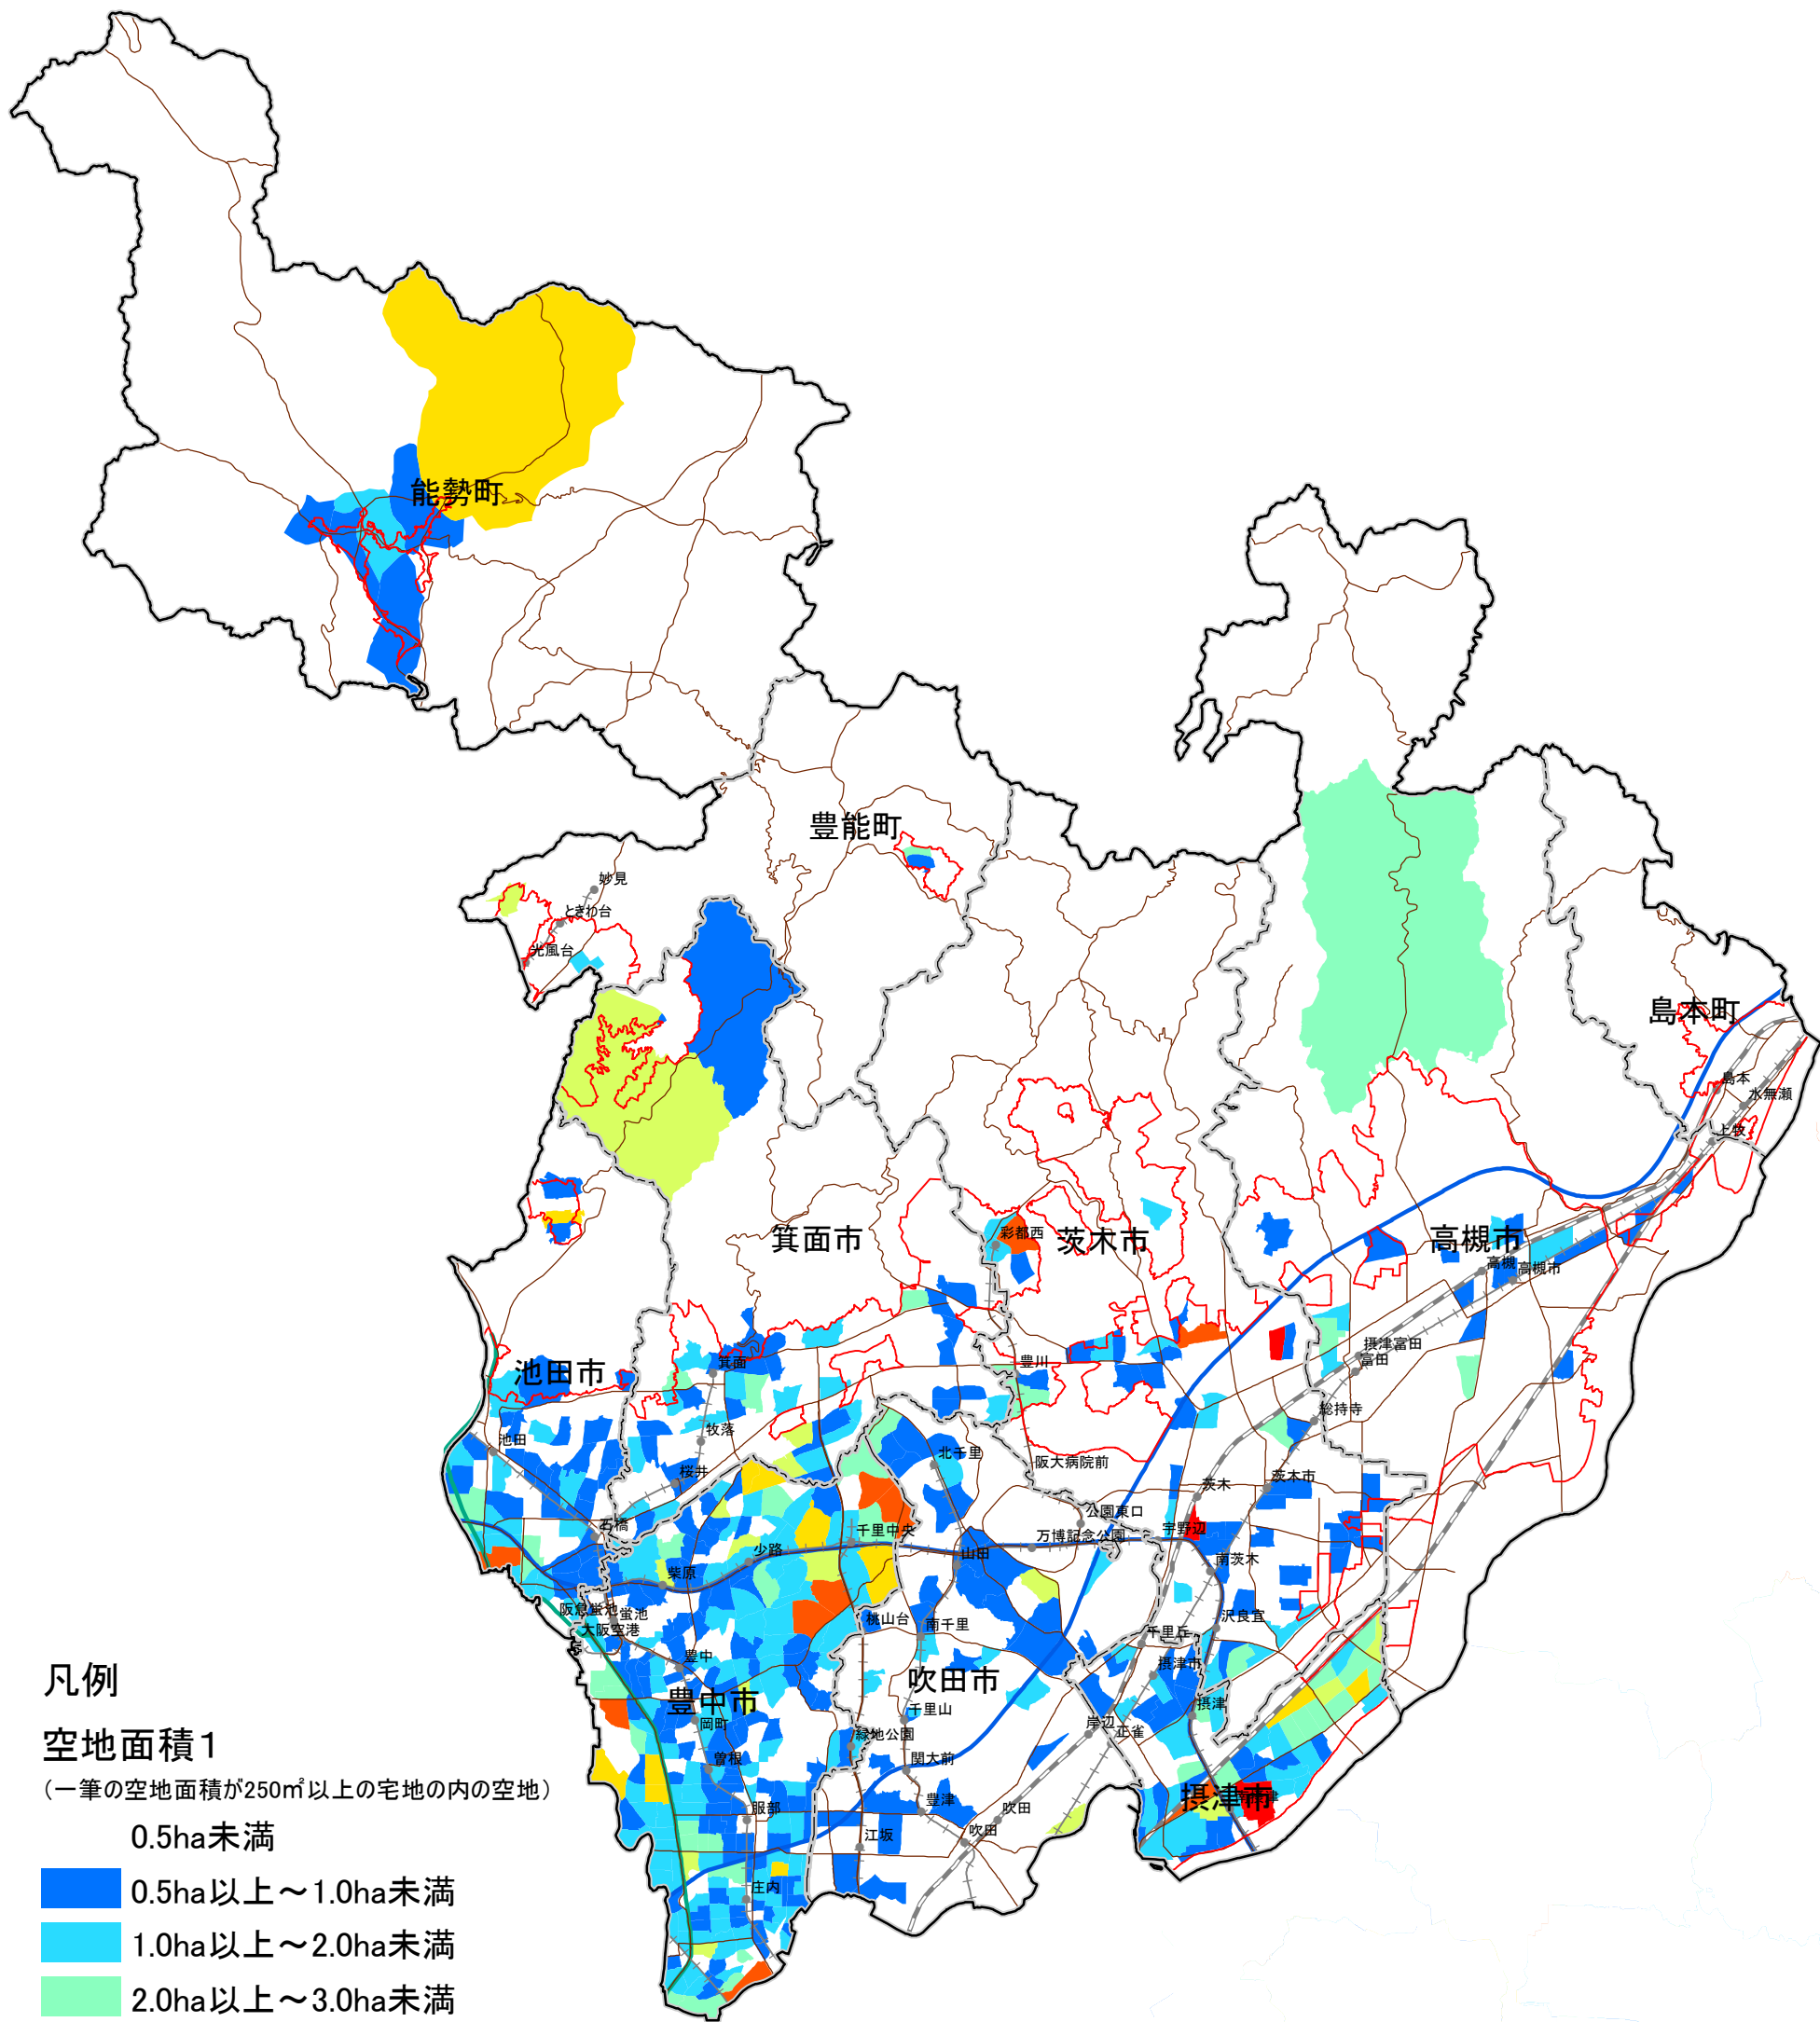 能勢町
豊能町
妙見
ときわ台
光風台
島本町
島本
水無瀬
上牧
箕面市
彩都西
茨木市
高槻市
高槻
高槻市
池田市
箕面
豊川
摂津富田
富田
総持寺
池田
牧落
桜井
北千里
阪大病院前
茨木
茨木市
石橋
千里中央
公園東口
万博記念公園
宇野辺
少路
山田
南茨木
柴原
阪急蛍池
蛍池
大阪空港
桃山台
南千里
沢良宜
千里丘
豊中
吹田市
摂津市
豊中市
岡町
千里山
摂津
緑地公園
岸辺
正雀
曽根
関大前
摂津市
服部
豊津
吹田
江坂
吹田
庄内
凡例
空地面積1
（一筆の空地面積が250㎡以上の宅地の内の空地）
0.5ha未満
0.5ha以上～1.0ha未満
1.0ha以上～2.0ha未満
2.0ha以上～3.0ha未満